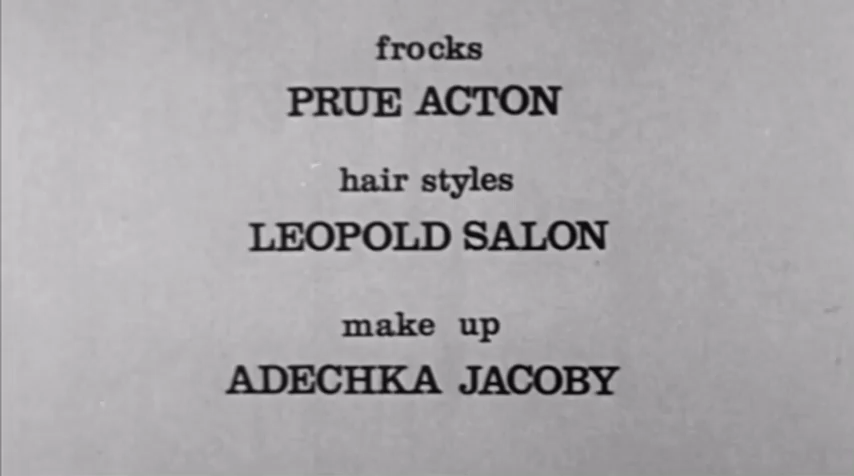 frocks
PRUE ACTON
hair styles
LEOPOLD SALON
make up
ADECHKA JACOBY